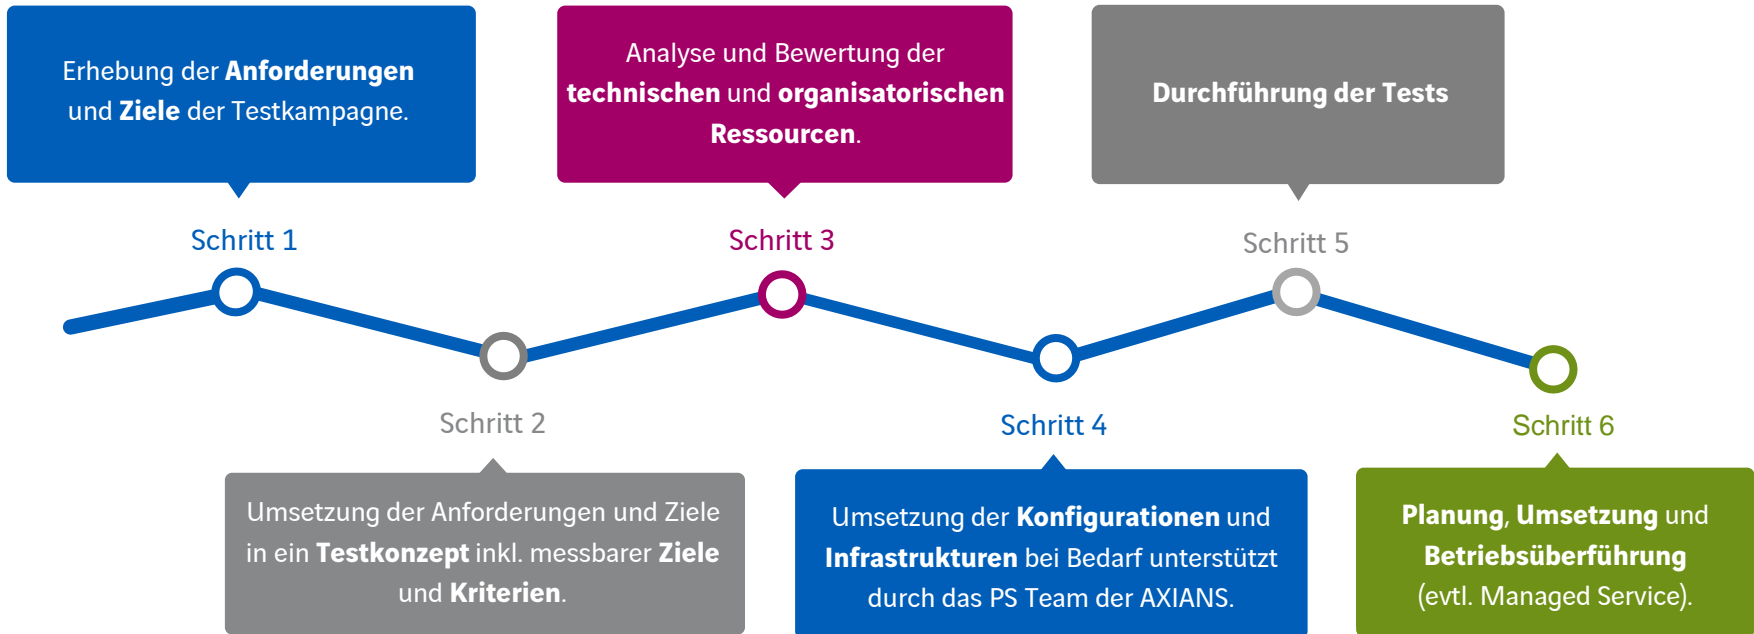 Erhebung der Anforderungen
und Ziele der Testkampagne.
Schritt 1
Schritt 2
Umsetzung der Anforderungen und Ziele
in ein Testkonzept inkl. messbarer Ziele
und Kriterien.
Analyse und Bewertung der
technischen und organisatorischen
Ressourcen.
Schritt 3
Schritt 4
Umsetzung der Konfigurationen und
Infrastrukturen bei Bedarf unterstützt
durch das PS Team der AXIANS.
Durchführung der Tests
Schritt 5
Schritt 6
Planung, Umsetzung und
Betriebsüberführung
(evtl. Managed Service).